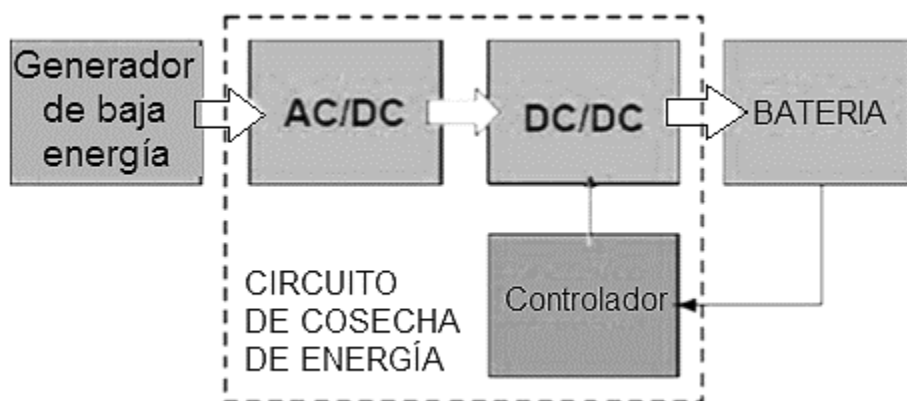 Generador
de baja
energía
AC/DC
DC/DC
BATERIA
CIRCUITO
DE COSECHA
DE ENERGÍA
Controlador